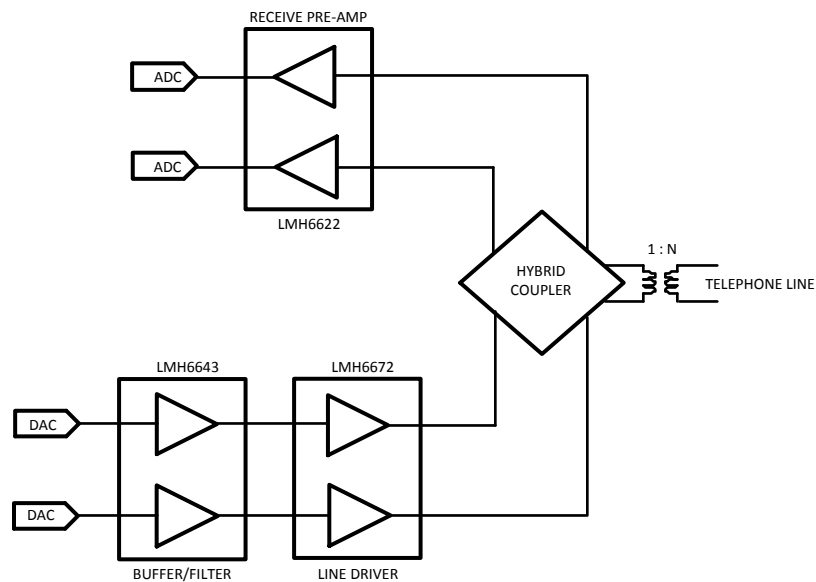 RECEIVE PRE-AMP
ADC
ADC
LMH6622
1 : N
HYBRID
COUPLER
TELEPHONE LINE
LMH6643
LMH6672
DAC
DAC
BUFFER/FILTER
LINE DRIVER